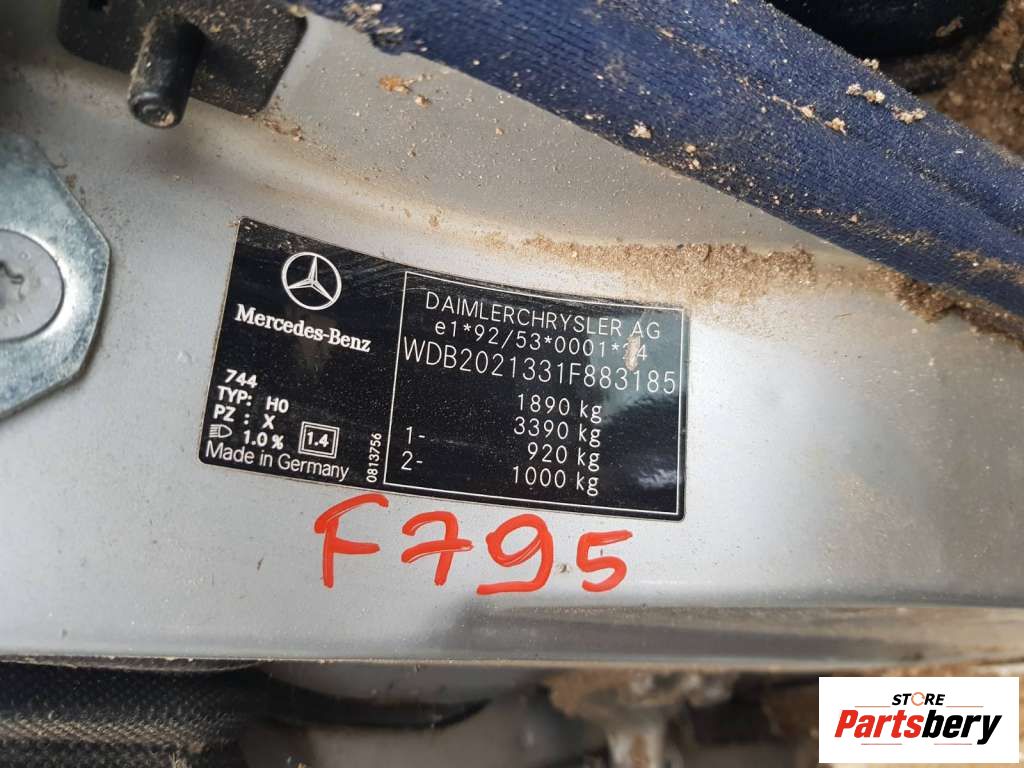 Mercedes-Benz
744
TYP: H0
PZ : X
1.0 % 1.4
Made in Germany
0813756
DAIMLERCHRYSLER AG
WDB2021331F883185
1890 kg
1- 3390 kg
2- 920 kg
1000 kg
F795
STORE
Partsbery